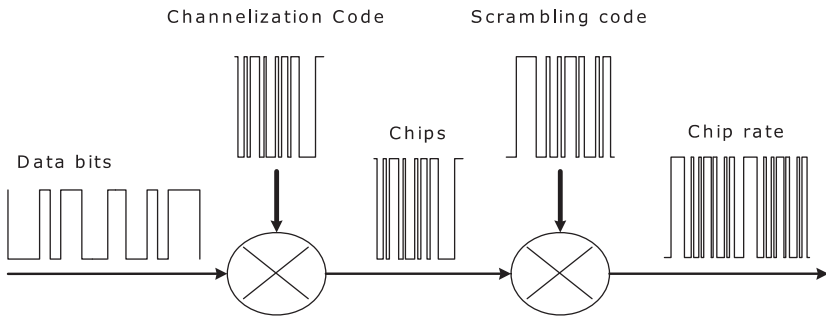 Channelization Code
Scrambling code
Chips
Chip rate
Data bits